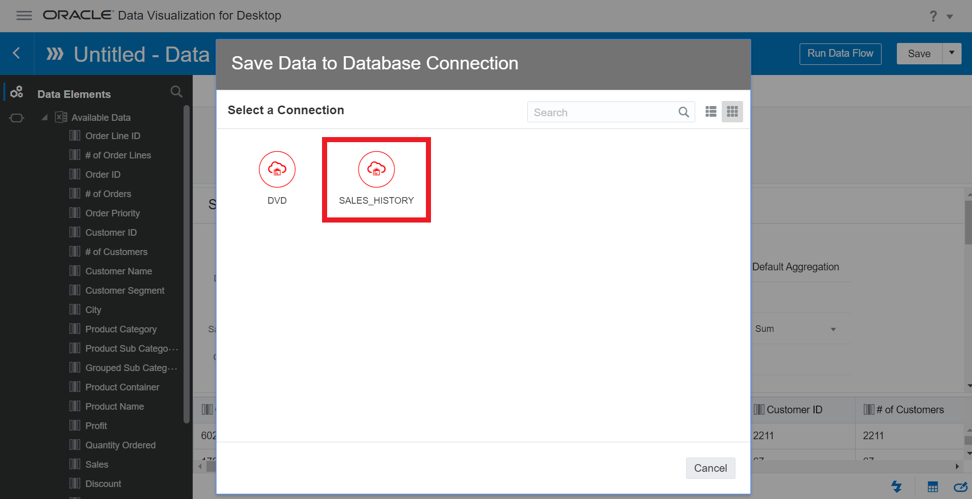 ORACLE® Data Visualization for Desktop
?
Untitled - Data
Run Data Flow
Save
Save Data to Database Connection
Select a Connection
Search
DVD
SALES_HISTORY
Cancel
Data Elements
Available Data
Order Line ID
# of Order Lines
Order ID
# of Orders
Order Priority
Customer ID
# of Customers
Customer Name
Customer Segment
City
Product Category
Product Sub Catego···
Grouped Sub Categ···
Product Container
Product Name
Profit
Quantity Ordered
Sales
Discount
Default Aggregation
Sum
Customer ID
# of Customers
602
2211
2211